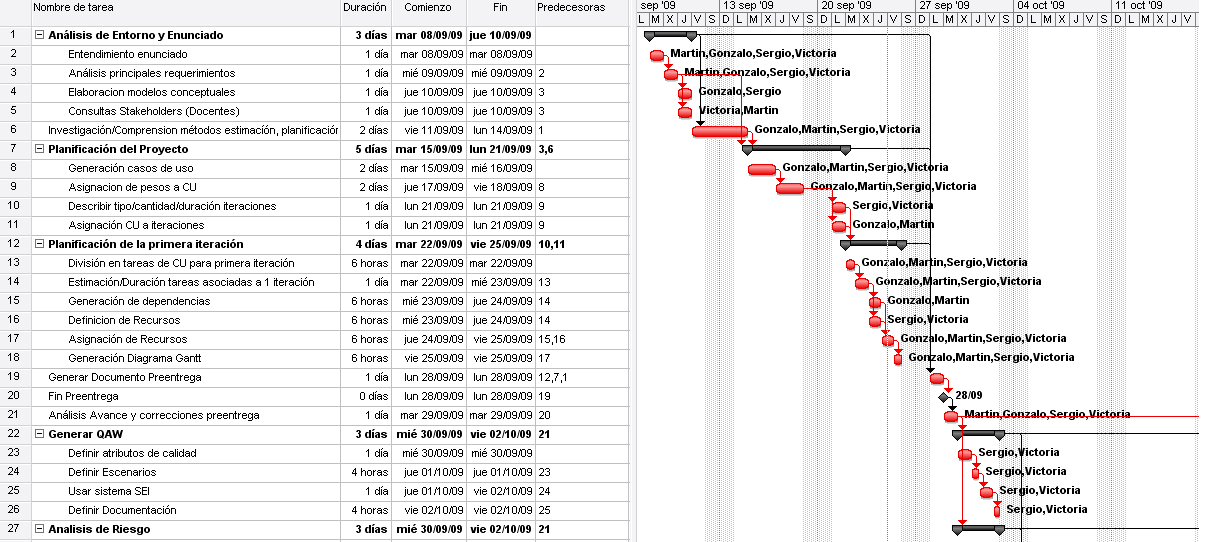 Nombre de tarea Duración Comienzo Fin Predecesoras sep '09 13 sep '09 20 sep '09 27 sep '09 04 oct '09 11 oct '09
L M X J V S D L M X J V S D L M X J V S D L M X J V S D L M X J V S D L M X J V
1 Análisis de Entorno y Enunciado 3 días mar 08/09/09 jue 10/09/09
2 Entendimiento enunciado 1 día mar 08/09/09 mar 08/09/09 Martin,Gonzalo,Sergio,Victoria
3 Análisis principales requerimientos 1 día mié 09/09/09 mié 09/09/09 2 Martin,Gonzalo,Sergio,Victoria
4 Elaboracion modelos conceptuales 1 día jue 10/09/09 jue 10/09/09 3 Gonzalo,Sergio
5 Consultas Stakeholders (Docentes) 1 día jue 10/09/09 jue 10/09/09 3 Victoria,Martin
6 Investigación/Comprension métodos estimación, planificación 2 días vie 11/09/09 lun 14/09/09 1 Gonzalo,Martin,Sergio,Victoria
7 Planificación del Proyecto 5 días mar 15/09/09 lun 21/09/09 3,6
8 Generación casos de uso 2 días mar 15/09/09 mié 16/09/09 Gonzalo,Martin,Sergio,Victoria
9 Asignacion de pesos a CU 2 días jue 17/09/09 vie 18/09/09 8 Gonzalo,Martin,Sergio,Victoria
10 Describir tipo/cantidad/duración iteraciones 1 día lun 21/09/09 lun 21/09/09 9 Sergio,Victoria
11 Asignación CU a iteraciones 1 día lun 21/09/09 lun 21/09/09 9 Gonzalo,Martin
12 Planificación de la primera iteración 4 días mar 22/09/09 vie 25/09/09 10,11
13 División en tareas de CU para primera iteración 6 horas mar 22/09/09 mar 22/09/09 Gonzalo,Martin,Sergio,Victoria
14 Estimación/Duración tareas asociadas a 1 iteración 1 día mar 22/09/09 mié 23/09/09 13 Gonzalo,Martin,Sergio,Victoria
15 Generación de dependencias 6 horas mié 23/09/09 jue 24/09/09 14 Gonzalo,Martin
16 Definicion de Recursos 6 horas mié 23/09/09 jue 24/09/09 14 Sergio,Victoria
17 Asignación de Recursos 6 horas jue 24/09/09 vie 25/09/09 15,16 Gonzalo,Martin,Sergio,Victoria
18 Generación Diagrama Gantt 6 horas vie 25/09/09 vie 25/09/09 17 Gonzalo,Martin,Sergio,Victoria
19 Generar Documento Preentrega 1 día lun 28/09/09 lun 28/09/09 12,7,1
20 Fin Preentrega 0 días lun 28/09/09 lun 28/09/09 19 28/09
21 Análisis Avance y correcciones preentrega 1 día mar 29/09/09 mar 29/09/09 20 Martin,Gonzalo,Sergio,Victoria
22 Generar QAW 3 días mié 30/09/09 vie 02/10/09 21
23 Definir atributos de calidad 1 día mié 30/09/09 mié 30/09/09 Sergio,Victoria
24 Definir Escenarios 4 horas jue 01/10/09 jue 01/10/09 23 Sergio,Victoria
25 Usar sistema SEI 1 día jue 01/10/09 vie 02/10/09 24 Sergio,Victoria
26 Definir Documentación 4 horas vie 02/10/09 vie 02/10/09 25 Sergio,Victoria
27 Analisis de Riesgo 3 días mié 30/09/09 vie 02/10/09 21